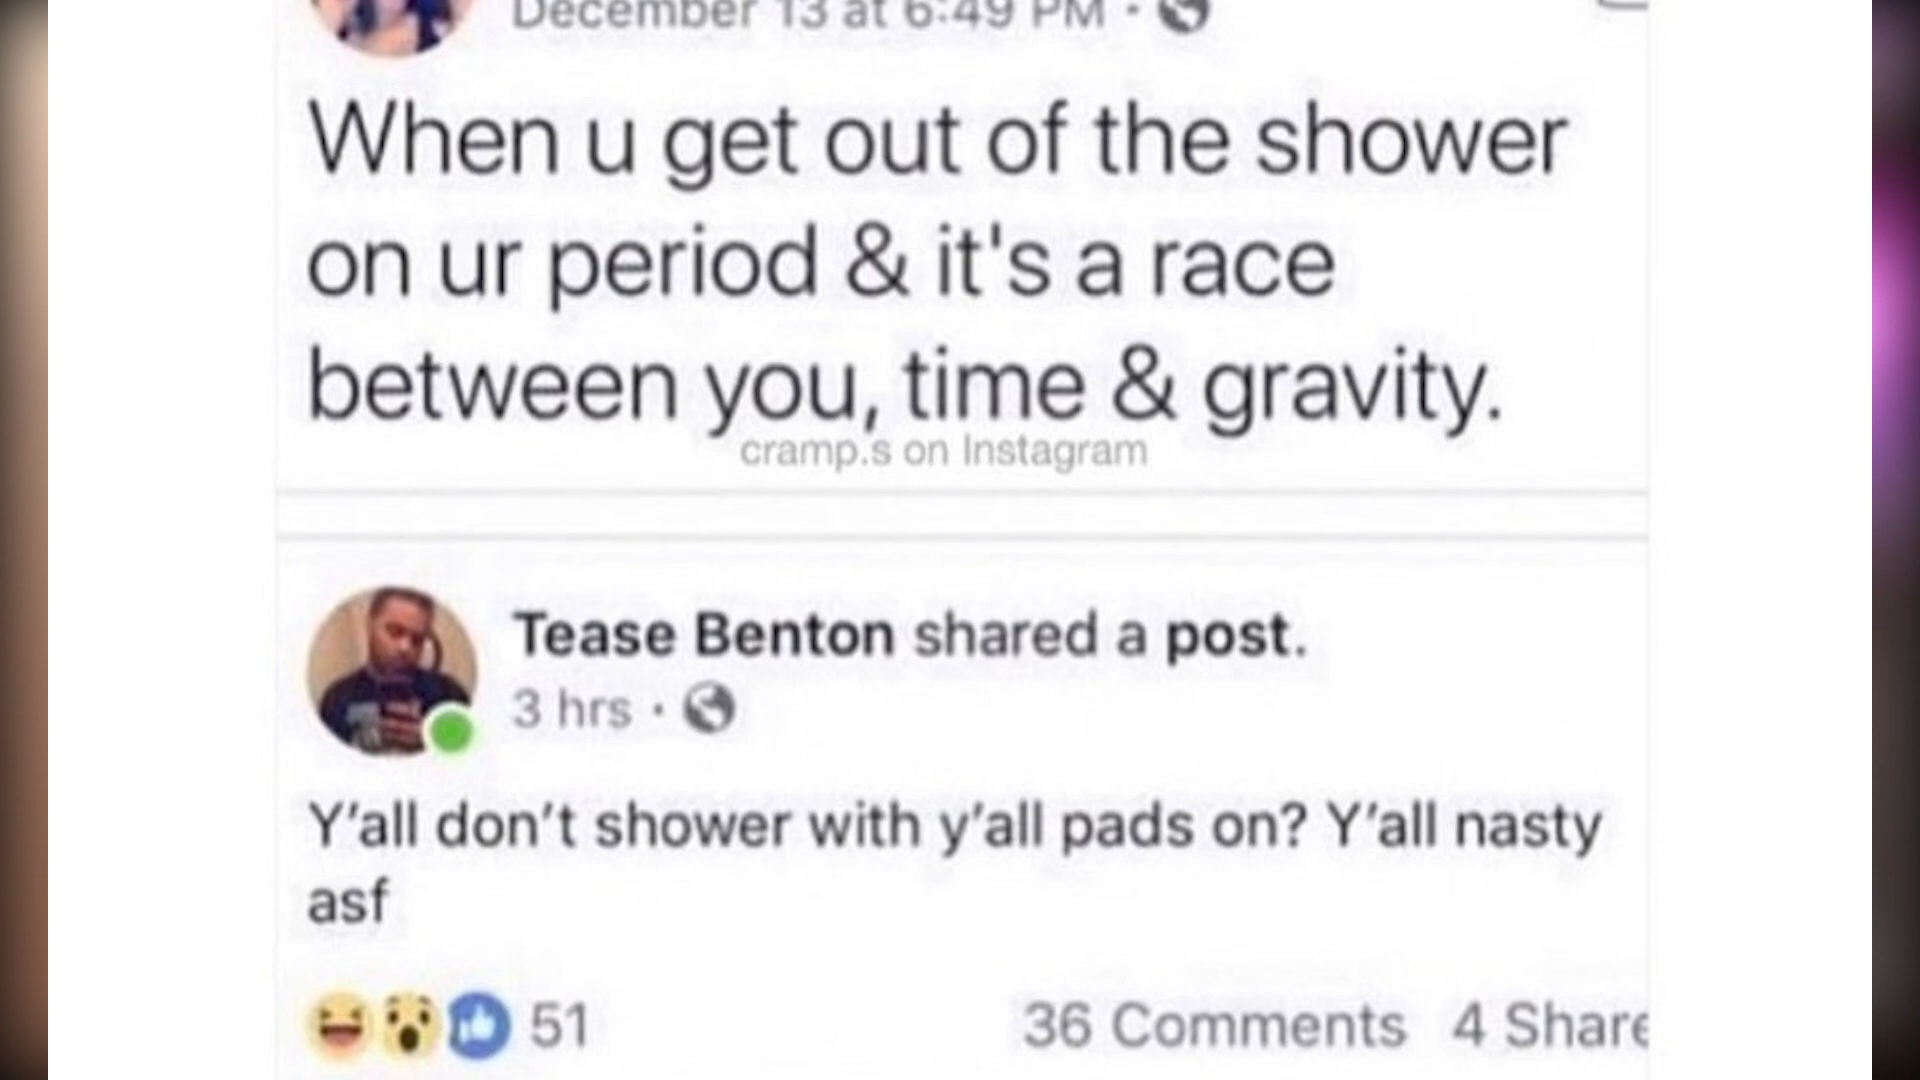 December 13 at 6:49 PM ·
When u get out of the shower
on ur period & it's a race
between you, time & gravity.
cramp.s on Instagram
Tease Benton shared a post.
3 hrs ·
Y’all don’t shower with y’all pads on? Y’all nasty
asf
51 36 Comments 4 Share